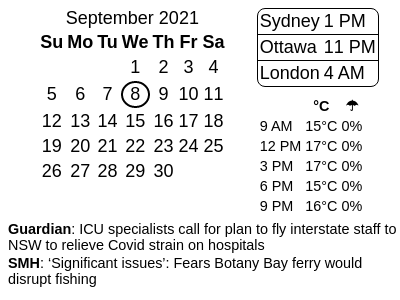 September 2021
Su Mo Tu We Th Fr Sa
1 2 3 4
5 6 7 8 9 10 11
12 13 14 15 16 17 18
19 20 21 22 23 24 25
26 27 28 29 30
Sydney 1 PM
Ottawa 11 PM
London 4 AM
°C ☂
9 AM 15°C 0%
12 PM 17°C 0%
3 PM 17°C 0%
6 PM 15°C 0%
9 PM 16°C 0%
Guardian: ICU specialists call for plan to fly interstate staff to
NSW to relieve Covid strain on hospitals
SMH: ‘Significant issues’: Fears Botany Bay ferry would
disrupt fishing